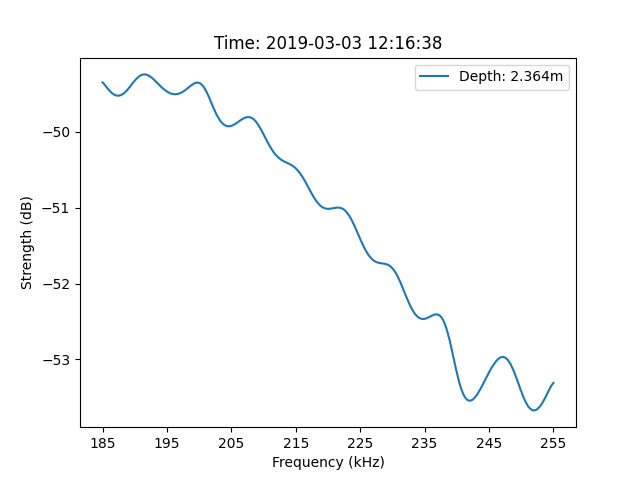 Time: 2019-03-03 12:16:38
Depth: 2.364m
Strength (dB)
−50
−51
−52
−53
185 195 205 215 225 235 245 255
Frequency (kHz)